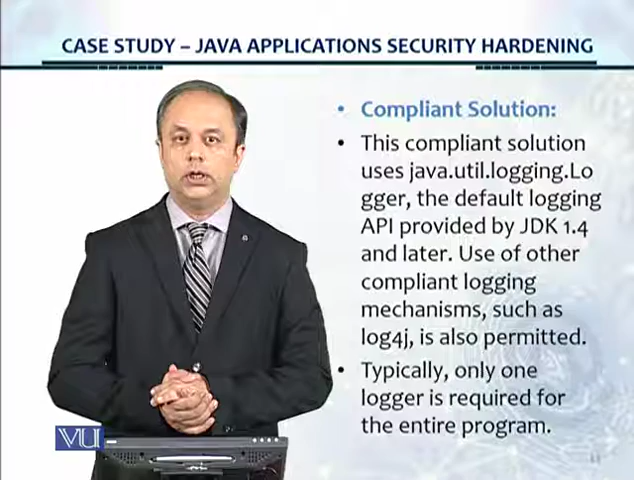 CASE STUDY – JAVA APPLICATIONS SECURITY HARDENING
• Compliant Solution:
• This compliant solution
uses java.util.logging.Lo
gger, the default logging
API provided by JDK 1.4
and later. Use of other
compliant logging
mechanisms, such as
log4j, is also permitted.
• Typically, only one
logger is required for
the entire program.
VU